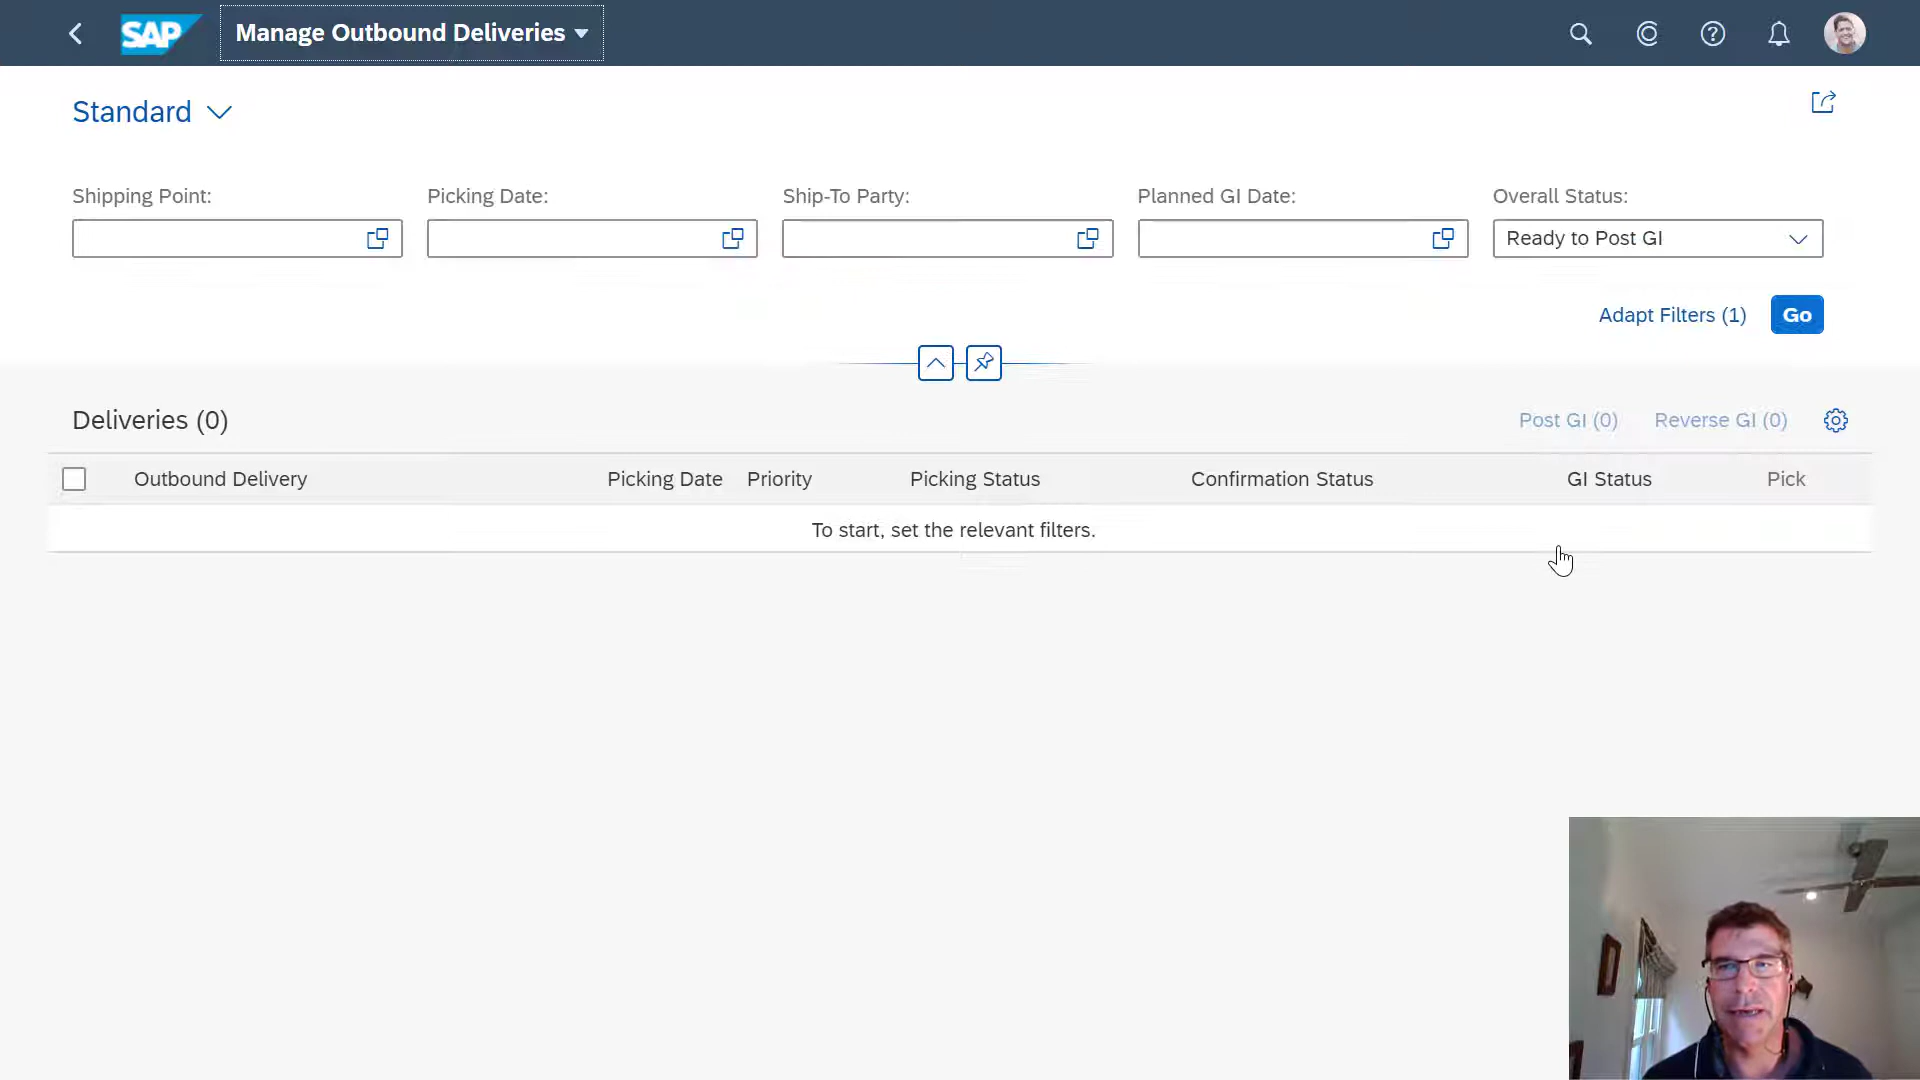 SAP Manage Outbound Deliveries
Standard
Shipping Point: Picking Date: Ship-To Party: Planned GI Date: Overall Status:
Ready to Post GI
Adapt Filters (1) Go
Deliveries (0) Post GI (0) Reverse GI (0)
Outbound Delivery Picking Date Priority Picking Status Confirmation Status GI Status Pick
To start, set the relevant filters.